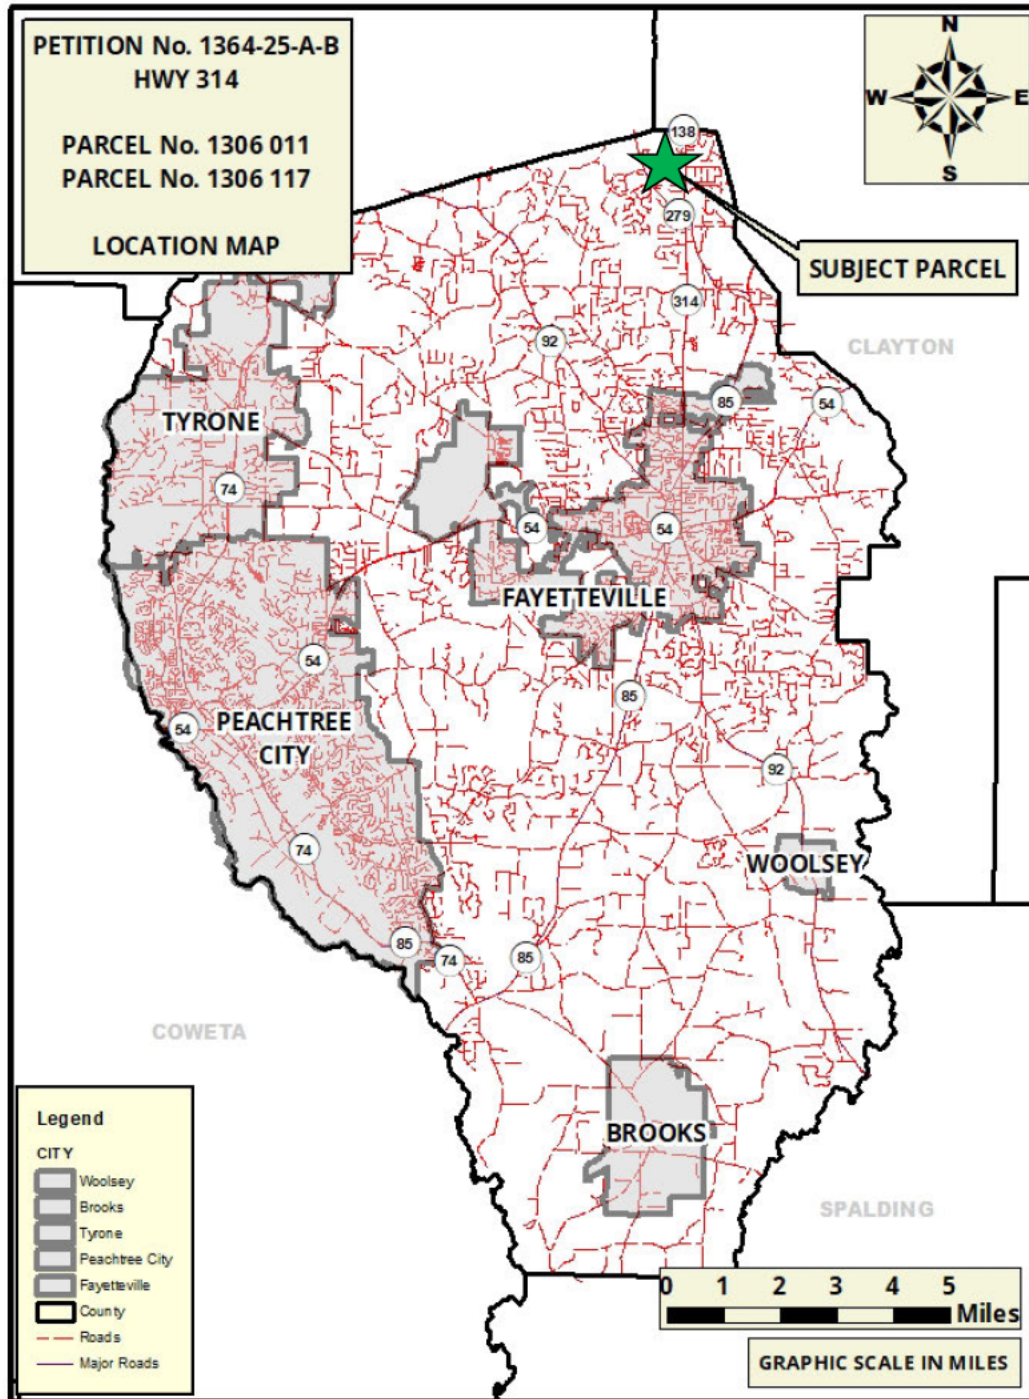 PETITION No. 1364-25-A-B
HWY 314
PARCEL No. 1306 011
PARCEL No. 1306 117
LOCATION MAP
N
W
E
S
138
279
SUBJECT PARCEL
314
92
CLAYTON
85
54
TYRONE
74
54
54
FAYETTEVILLE
54
85
54
PEACHTREE
CITY
92
74
WOOLSEY
85
74
85
COWETA
BROOKS
SPALDING
Legend
CITY
Woolsey
Brooks
Tyrone
Peachtree City
Fayetteville
County
Roads
Major Roads
0 1 2 3 4 5
Miles
GRAPHIC SCALE IN MILES